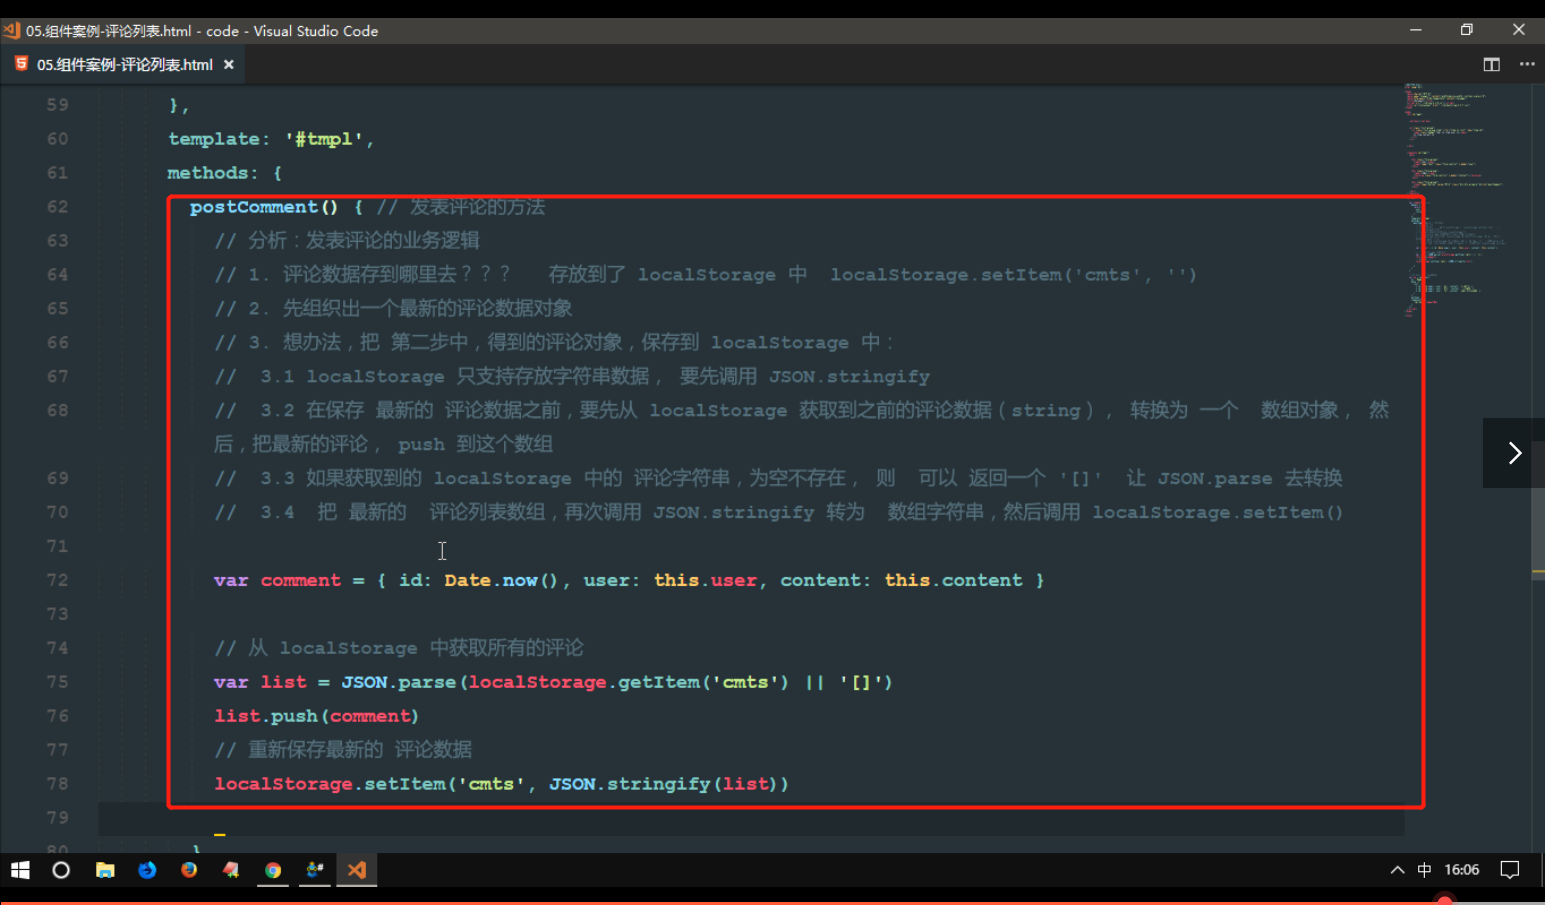 05.组件案例-评论列表.html - code - Visual Studio Code
05.组件案例-评论列表.html
59 },
60 template: '#tmpl',
61 methods: {
62 postComment() { // 发表评论的方法
63 // 分析：发表评论的业务逻辑
64 // 1. 评论数据存到哪里去？？？ 存放到了 localStorage 中 localStorage.setItem('cmts', '')
65 // 2. 先组织出一个最新的评论数据对象
66 // 3. 想办法，把 第二步中，得到的评论对象，保存到 localStorage 中：
67 // 3.1 localStorage 只支持存放字符串数据， 要先调用 JSON.stringify
68 // 3.2 在保存 最新的 评论数据之前，要先从 localStorage 获取到之前的评论数据（string）， 转换为 一个 数组对象， 然
后，把最新的评论， push 到这个数组
69 // 3.3 如果获取到的 localStorage 中的 评论字符串，为空不存在， 则 可以 返回一个 '[]' 让 JSON.parse 去转换
70 // 3.4 把 最新的 评论列表数组，再次调用 JSON.stringify 转为 数组字符串，然后调用 localStorage.setItem()
71
72 var comment = { id: Date.now(), user: this.user, content: this.content }
73
74 // 从 localStorage 中获取所有的评论
75 var list = JSON.parse(localStorage.getItem('cmts') || '[]')
76 list.push(comment)
77 // 重新保存最新的 评论数据
78 localStorage.setItem('cmts', JSON.stringify(list))
79
80 }
中 16:06